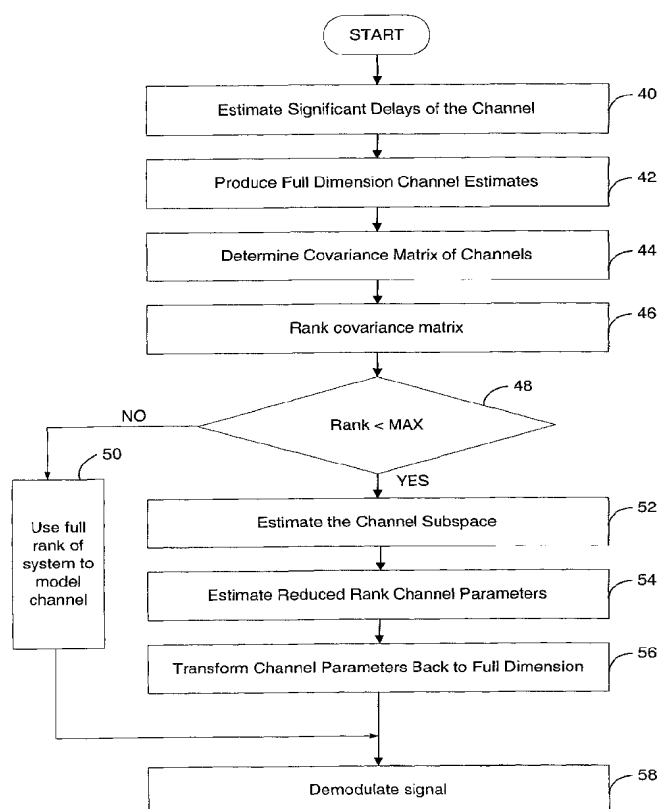 START
Estimate Significant Delays of the Channel
40
Produce Full Dimension Channel Estimates
42
Determine Covariance Matrix of Channels
44
Rank covariance matrix
46
48
Rank < MAX
NO
YES
50
Use full
rank of
system to
model
channel
Estimate the Channel Subspace
52
Estimate Reduced Rank Channel Parameters
54
Transform Channel Parameters Back to Full Dimension
56
Demodulate signal
58